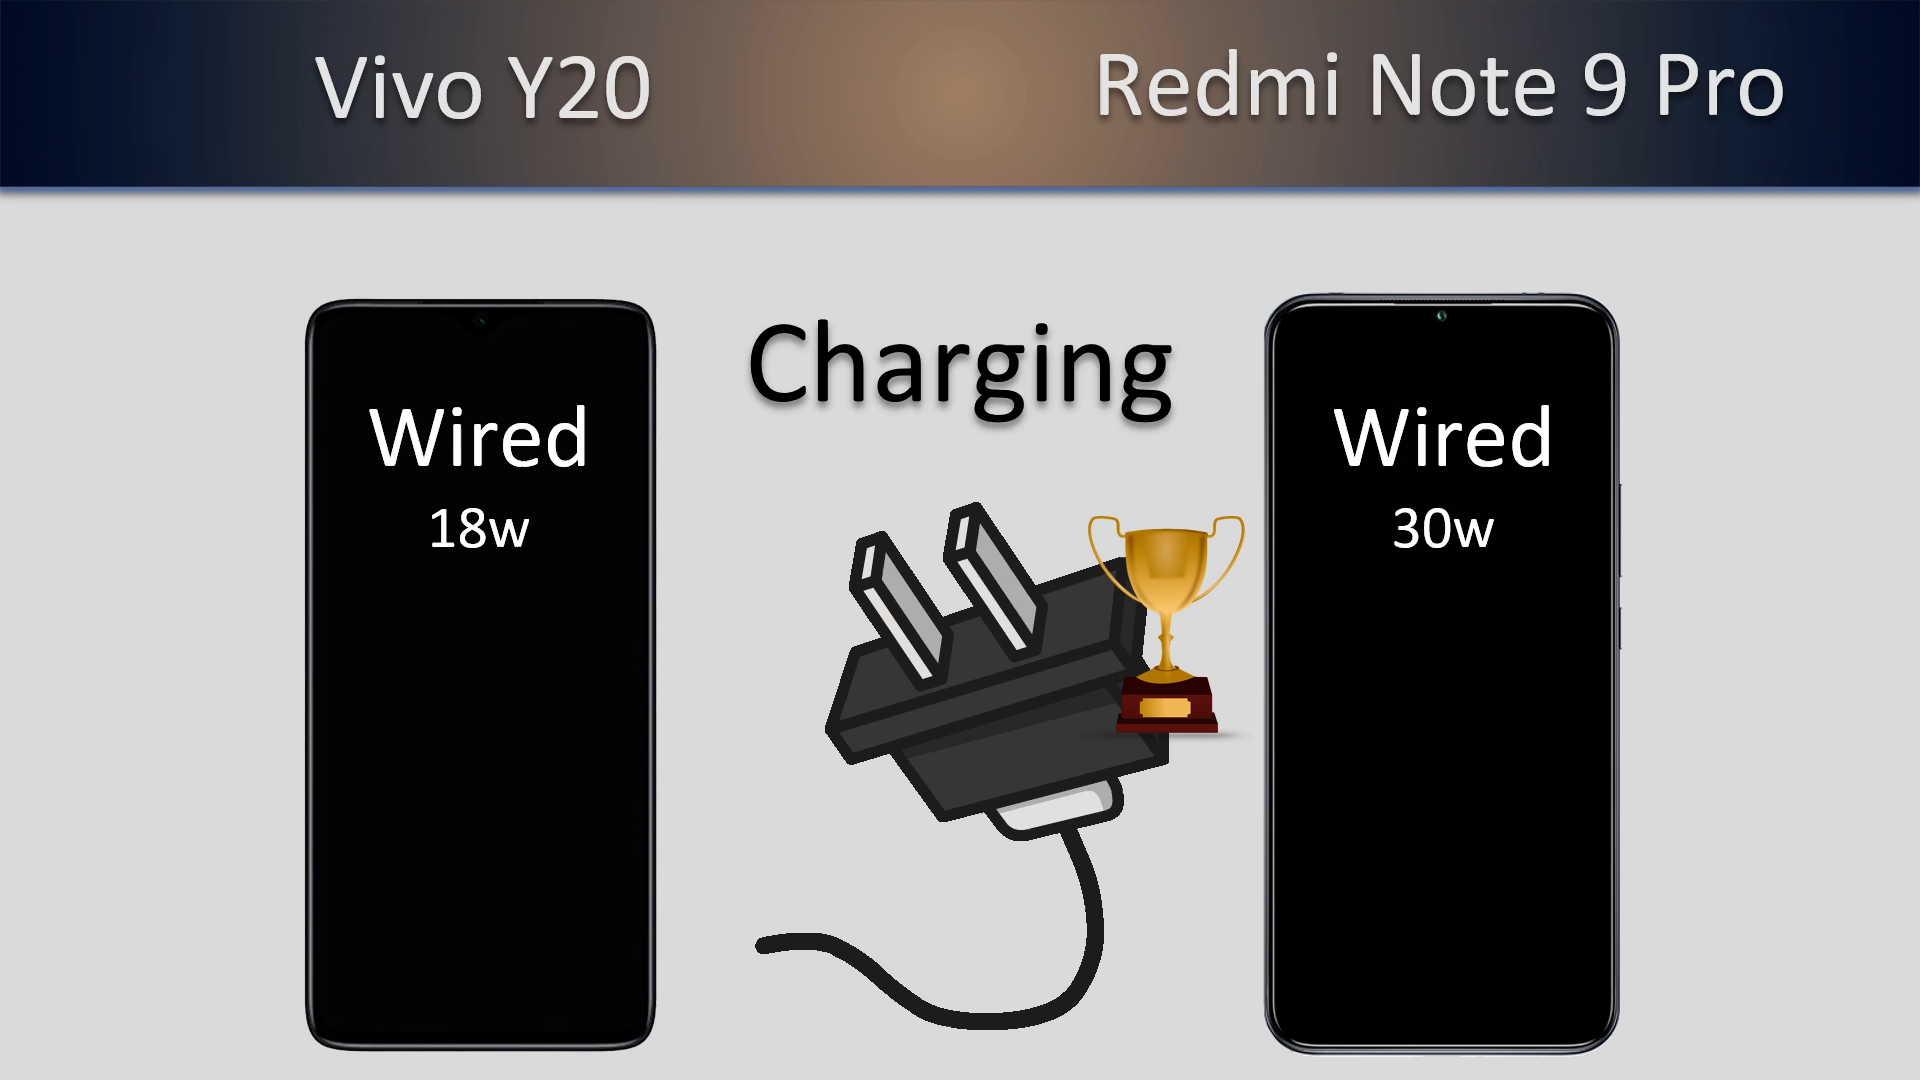 Vivo Y20
Redmi Note 9 Pro
Charging
Wired
18w
Wired
30w